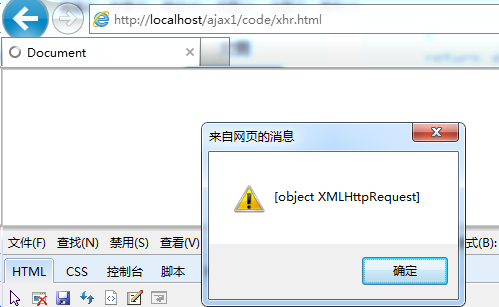 http://localhost/ajax1/code/xhr.html
Document
来自网页的消息
[object XMLHttpRequest]
确定
文件(F) 查找(N) 禁用(S) 查看(V) 式(B):
HTML CSS 控制台 脚本